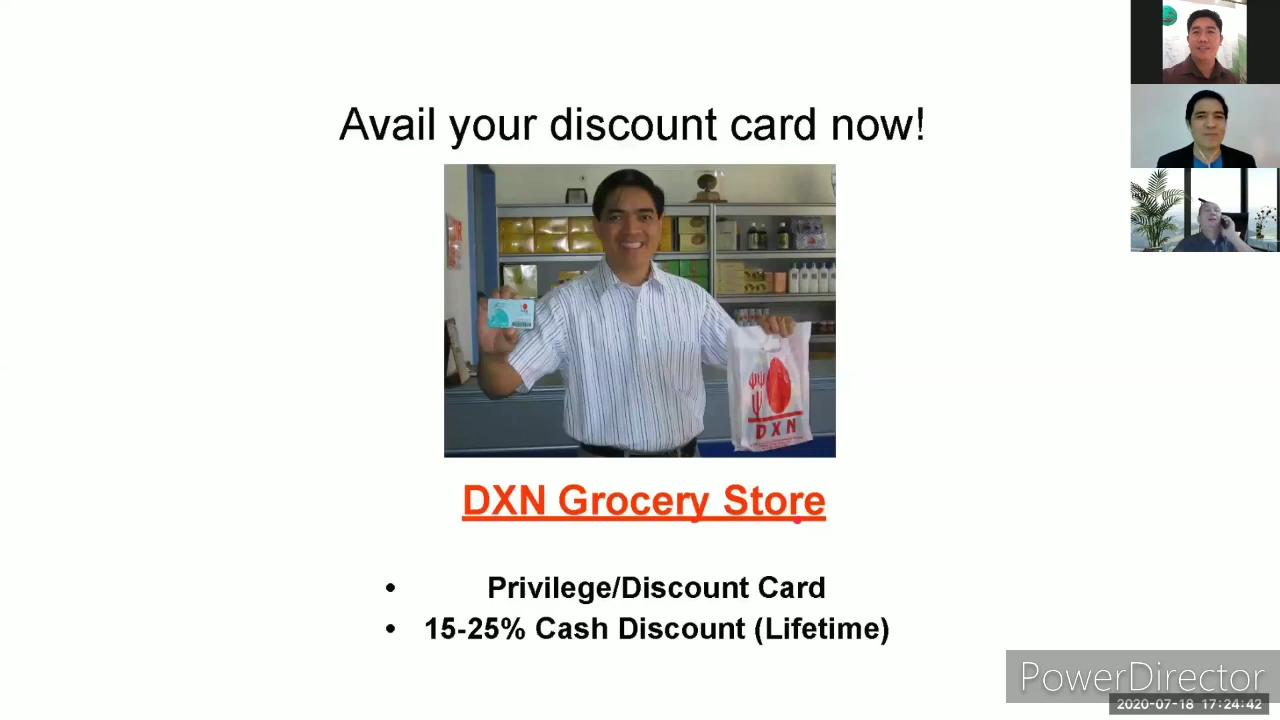 Avail your discount card now!
DXN
DXN Grocery Store
• Privilege/Discount Card
• 15-25% Cash Discount (Lifetime)
PowerDirector
2020-07-18 17:24:42